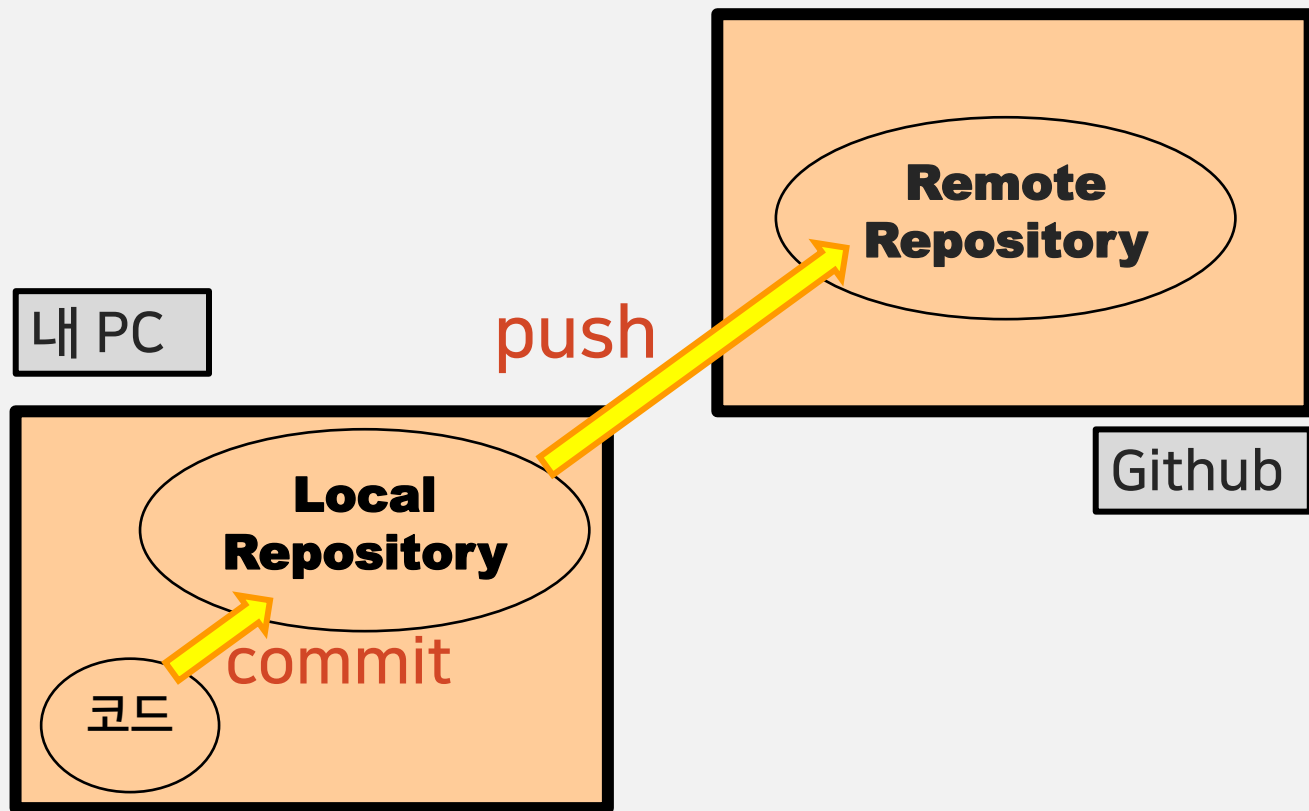 Remote
Repository
내 PC
push
Github
Local
Repository
commit
코드